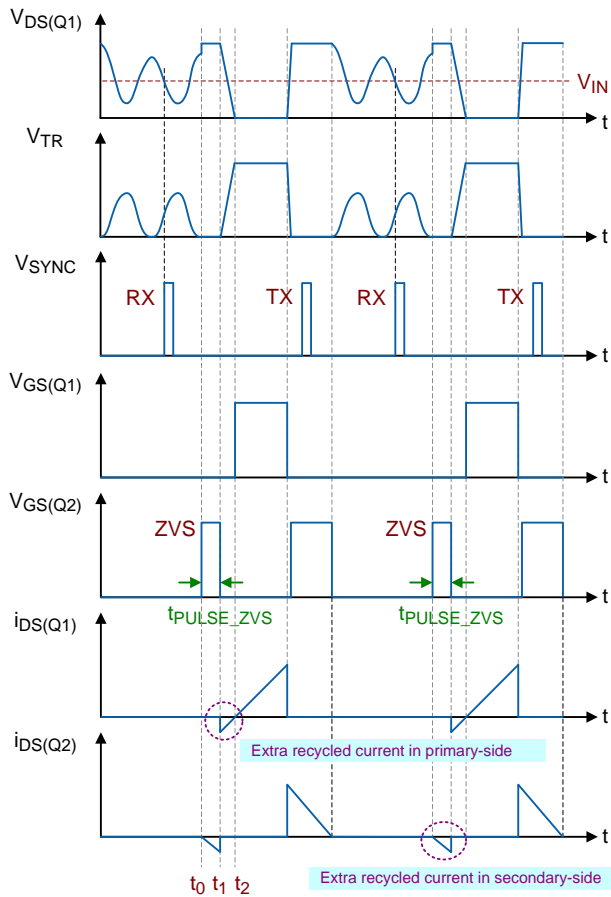 VDS(Q1)
VIN
t
VTR
t
VSYNC
RX TX RX TX
t
VGS(Q1)
t
VGS(Q2)
ZVS ZVS
t
tPULSE_ZVS tPULSE_ZVS
iDS(Q1)
t
Extra recycled current in primary-side
iDS(Q2)
t
t0 t1 t2
Extra recycled current in secondary-side